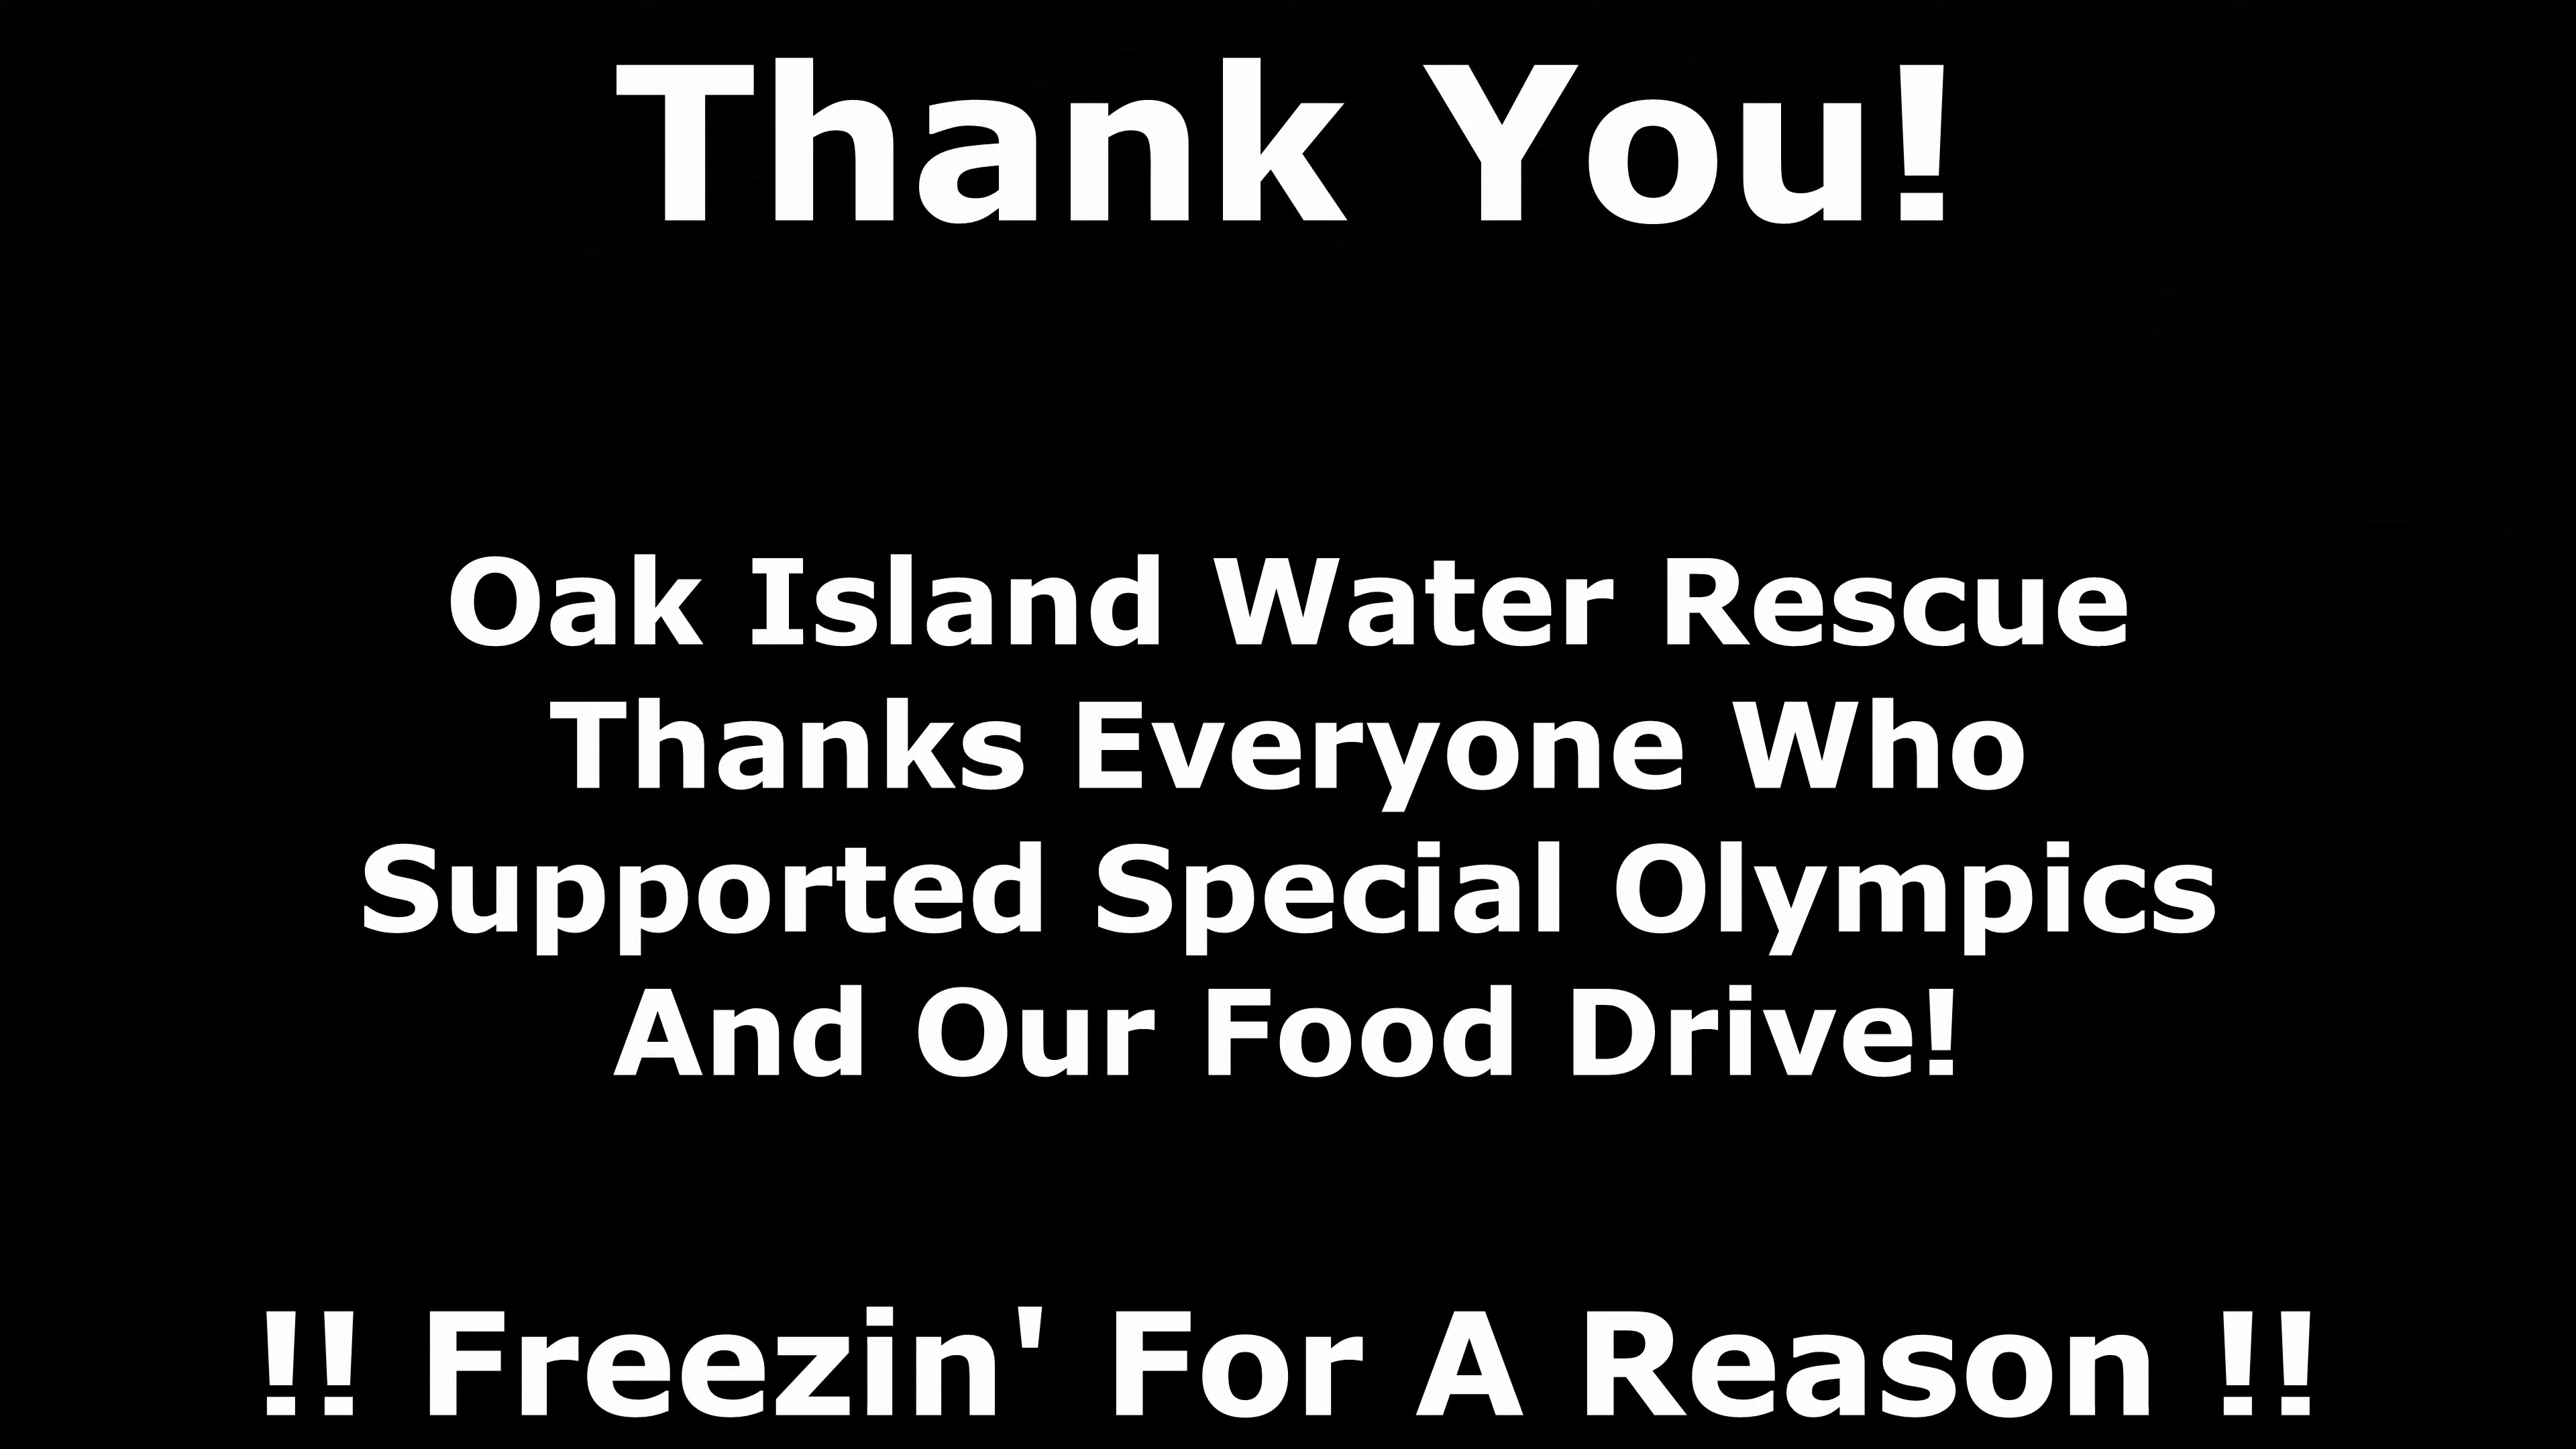 Thank You!
Oak Island Water Rescue
Thanks Everyone Who
Supported Special Olympics
And Our Food Drive!
!! Freezin' For A Reason !!